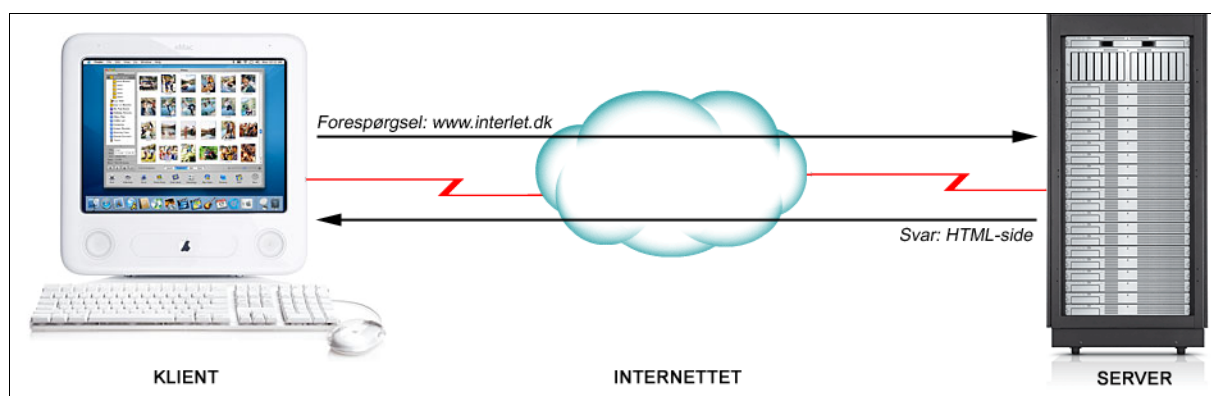 Forespørgsel: www.interlet.dk
Svar: HTML-side
KLIENT
INTERNETTET
SERVER